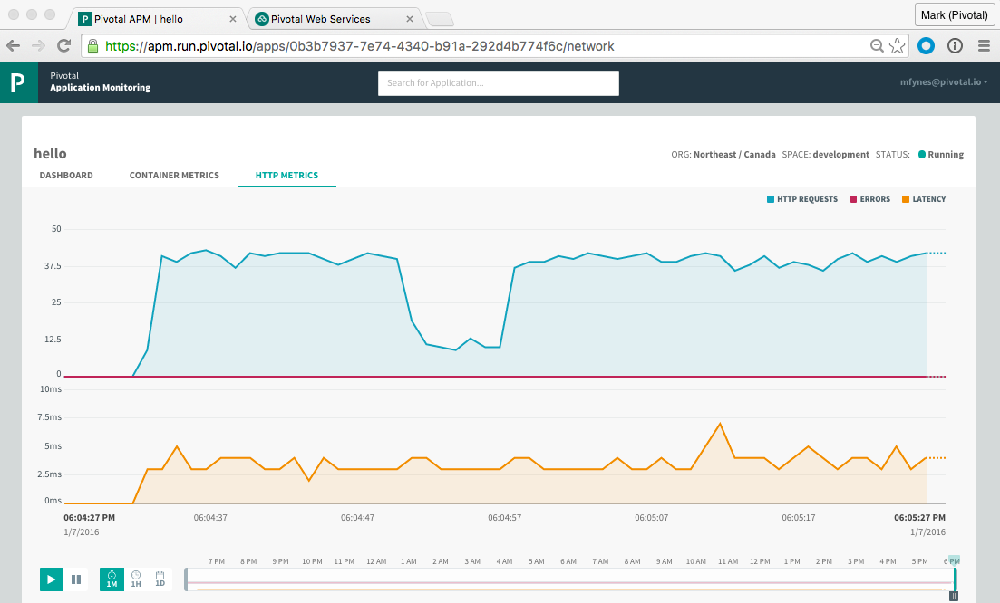 Pivotal APM | hello
Pivotal Web Services
Mark (Pivotal)
https://apm.run.pivotal.io/apps/0b3b7937-7e74-4340-b91a-292d4b774f6c/network
P
Pivotal
Application Monitoring
Search for Application...
mfynes@pivotal.io
hello
ORG: Northeast / Canada SPACE: development STATUS: Running
DASHBOARD CONTAINER METRICS HTTP METRICS
HTTP REQUESTS ERRORS LATENCY
50
37.5
25
12.5
0
10ms
7.5ms
5ms
2.5ms
0ms
06:04:27 PM 06:04:37 06:04:47 06:04:57 06:05:07 06:05:17 06:05:27 PM
1/7/2016 1/7/2016
7 PM 8 PM 9 PM 10 PM 11 PM 12 AM 1 AM 2 AM 3 AM 4 AM 5 AM 6 AM 7 AM 8 AM 9 AM 10 AM 11 AM 12 PM 1 PM 2 PM 3 PM 4 PM 5 PM 6 PM
1M 1H 1D